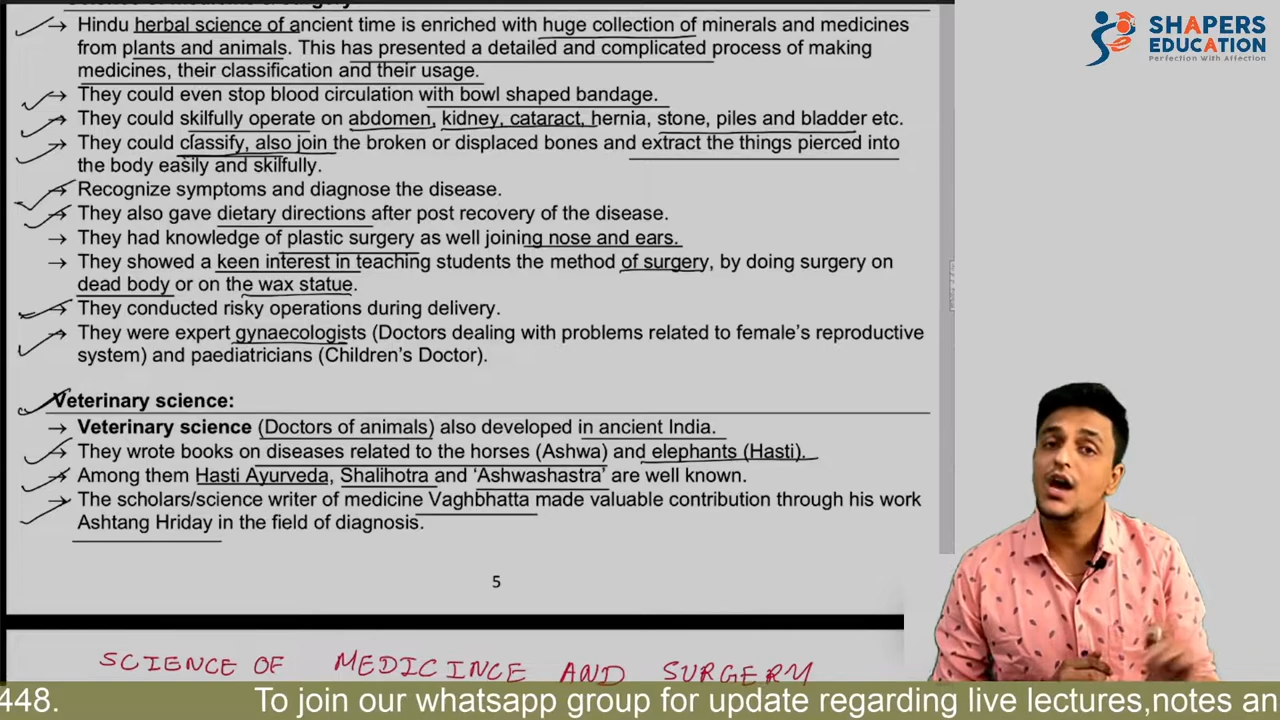 Science of medicine & surgery
→ Hindu herbal science of ancient time is enriched with huge collection of minerals and medicines
from plants and animals. This has presented a detailed and complicated process of making
medicines, their classification and their usage.
→ They could even stop blood circulation with bowl shaped bandage.
→ They could skilfully operate on abdomen, kidney, cataract, hernia, stone, piles and bladder etc.
→ They could classify, also join the broken or displaced bones and extract the things pierced into
the body easily and skilfully.
→ Recognize symptoms and diagnose the disease.
→ They also gave dietary directions after post recovery of the disease.
→ They had knowledge of plastic surgery as well joining nose and ears.
→ They showed a keen interest in teaching students the method of surgery, by doing surgery on
dead body or on the wax statue.
→ They conducted risky operations during delivery.
→ They were expert gynaecologists (Doctors dealing with problems related to female's reproductive
system) and paediatricians (Children's Doctor).
Veterinary science:
→ Veterinary science (Doctors of animals) also developed in ancient India.
→ They wrote books on diseases related to the horses (Ashwa) and elephants (Hasti).
→ Among them Hasti Ayurveda, Shalihotra and 'Ashwashastra' are well known.
→ The scholars/science writer of medicine Vaghbhatta made valuable contribution through his work
Ashtang Hriday in the field of diagnosis.
5
SCIENCE OF MEDICINCE AND SURGERY
SHAPERS
EDUCATION
Perfection With Affection
448. To join our whatsapp group for update regarding live lectures,notes an